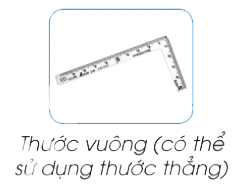 Thước vuông (có thể
sử dụng thước thẳng)